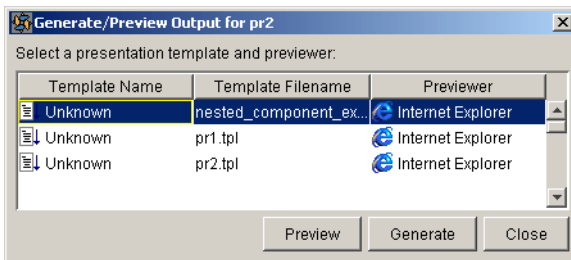 Generate/Preview Output for pr2
Select a presentation template and previewer:
Template Name Template Filename Previewer
Unknown nested_component_ex... Internet Explorer
Unknown pr1.tpl Internet Explorer
Unknown pr2.tpl Internet Explorer
Preview Generate Close